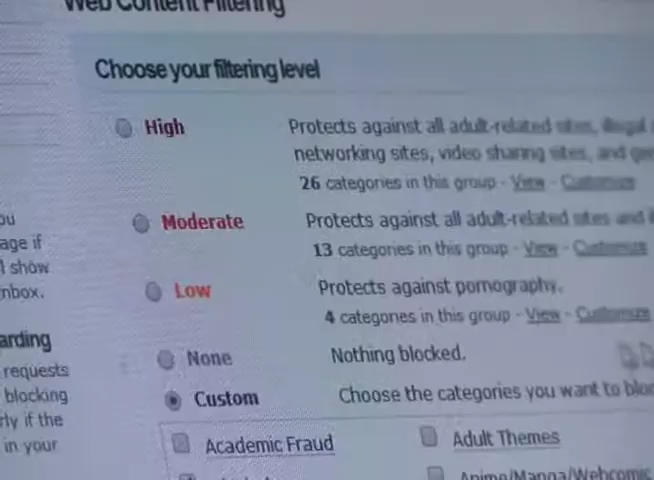 Web Content Filtering
Choose your filtering level
High Protects against all adult-related sites, illegal
networking sites, video sharing sites, and
26 categories in this group - View - Customize
Moderate Protects against all adult-related sites and
13 categories in this group - View - Customize
Low Protects against pornography.
4 categories in this group - View - Customize
None Nothing blocked.
Custom Choose the categories you want to
Academic Fraud Adult Themes
Anime/Manga/Webcomic
ou
age if
show
nbox.
arding
requests
blocking
rly if the
in your